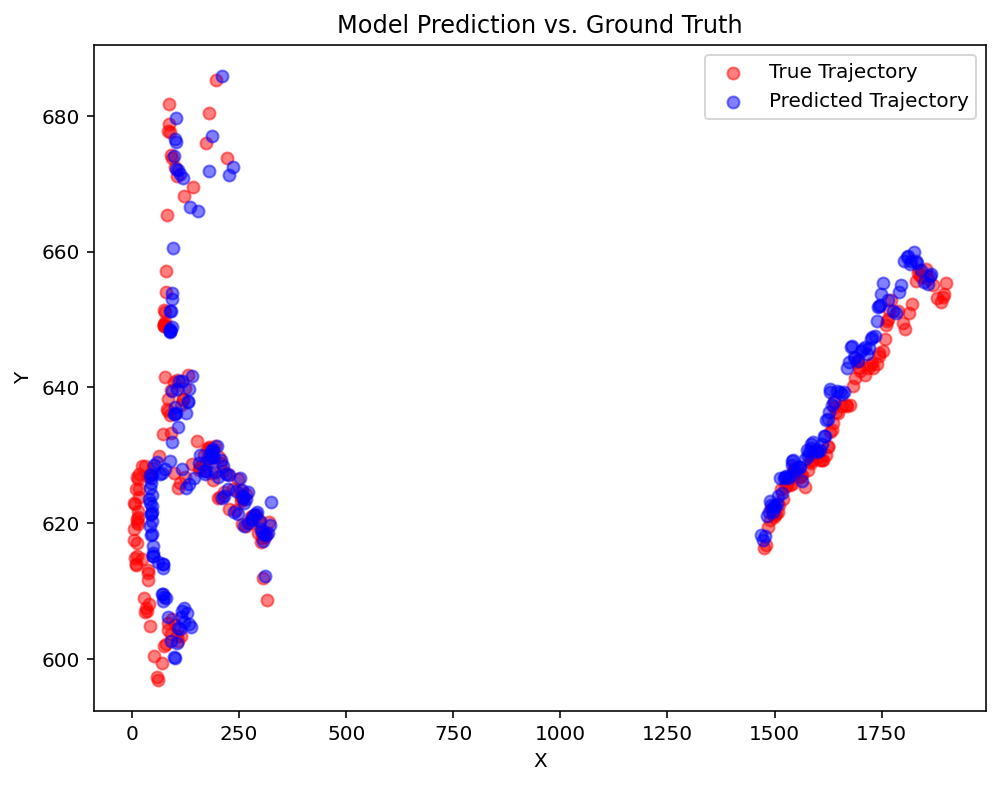 Model Prediction vs. Ground Truth
True Trajectory
Predicted Trajectory
680
660
640
620
600
Y
0 250 500 750 1000 1250 1500 1750
X